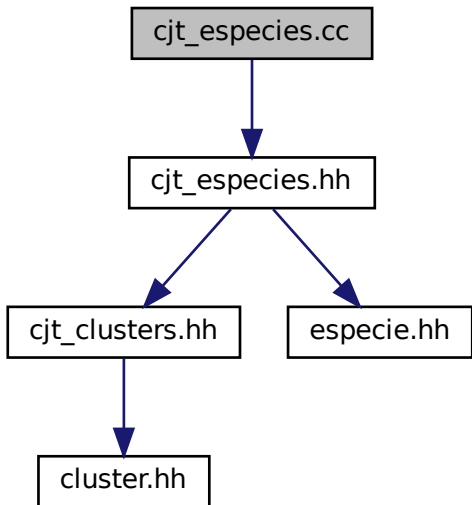 cjt_especies.cc
cjt_especies.hh
cjt_clusters.hh
especie.hh
cluster.hh